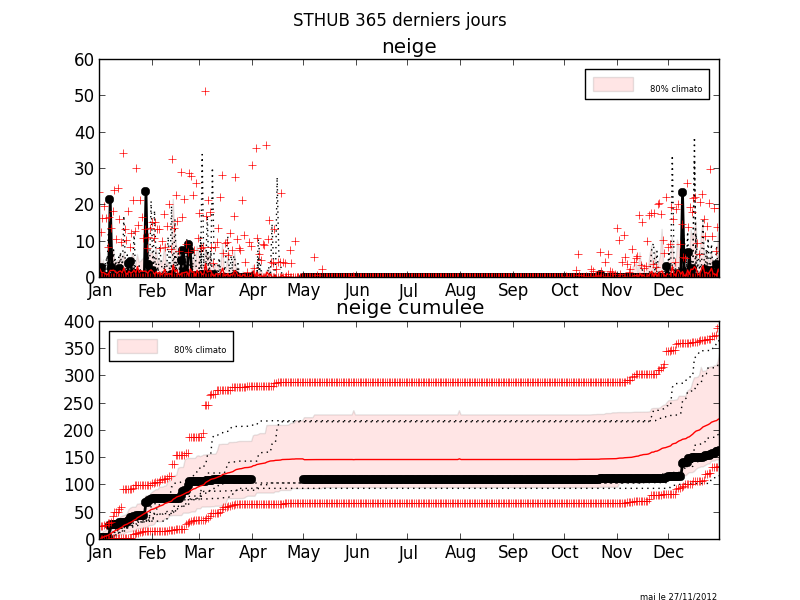 STHUB 365 derniers jours
neige
60
50
40
30
20
10
0
80% climato
Jan Feb Mar Apr May Jun Jul Aug Sep Oct Nov Dec
neige cumulee
400
350
300
250
200
150
100
50
0
80% climato
Jan Feb Mar Apr May Jun Jul Aug Sep Oct Nov Dec
maj le 27/11/2012